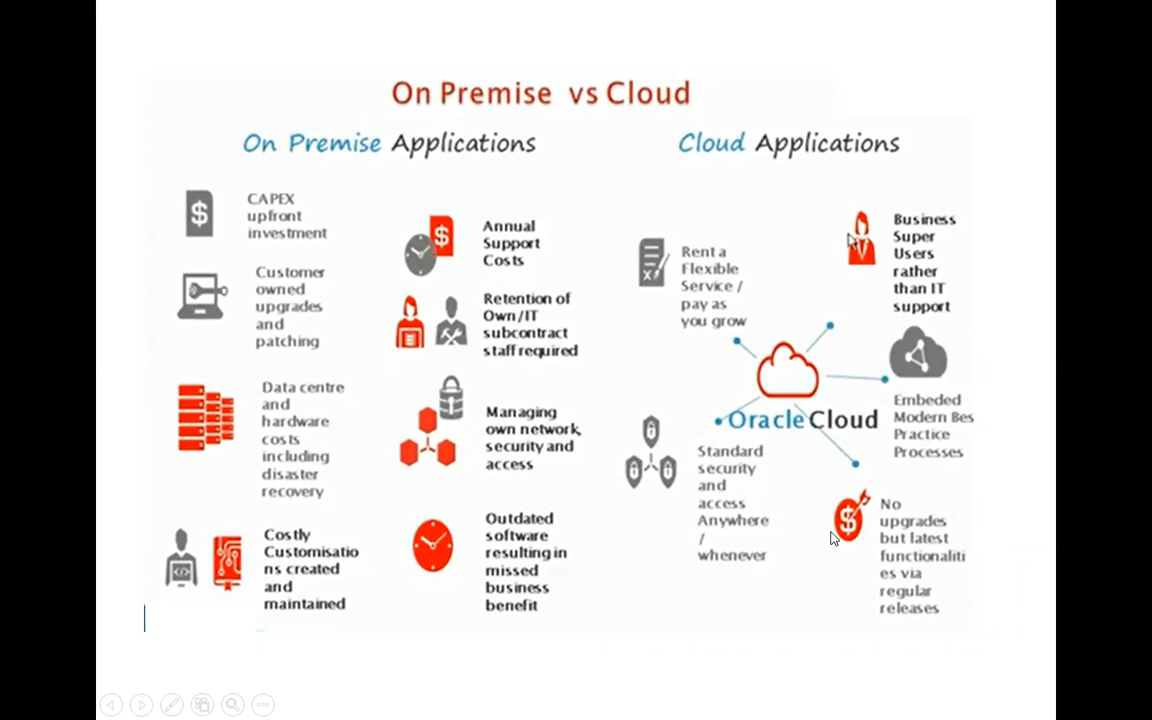 On Premise vs Cloud
On Premise Applications
CAPEX
upfront
investment
Customer
owned
upgrades
and
patching
Data centre
and
hardware
costs
including
disaster
recovery
Costly
Customisatio
ns created
and
maintained
Annual
Support
Costs
Retention of
Own/IT
subcontract
staff required
Managing
own network,
security and
access
Outdated
software
resulting in
missed
business
benefit
Cloud Applications
Rent a
Flexible
Service /
pay as
you grow
Business
Super
Users
rather
than IT
support
Oracle Cloud
Embeded
Modern Bes
Practice
Processes
Standard
security
and
access
Anywhere
/
whenever
No
upgrades
but latest
functionaliti
es via
regular
releases